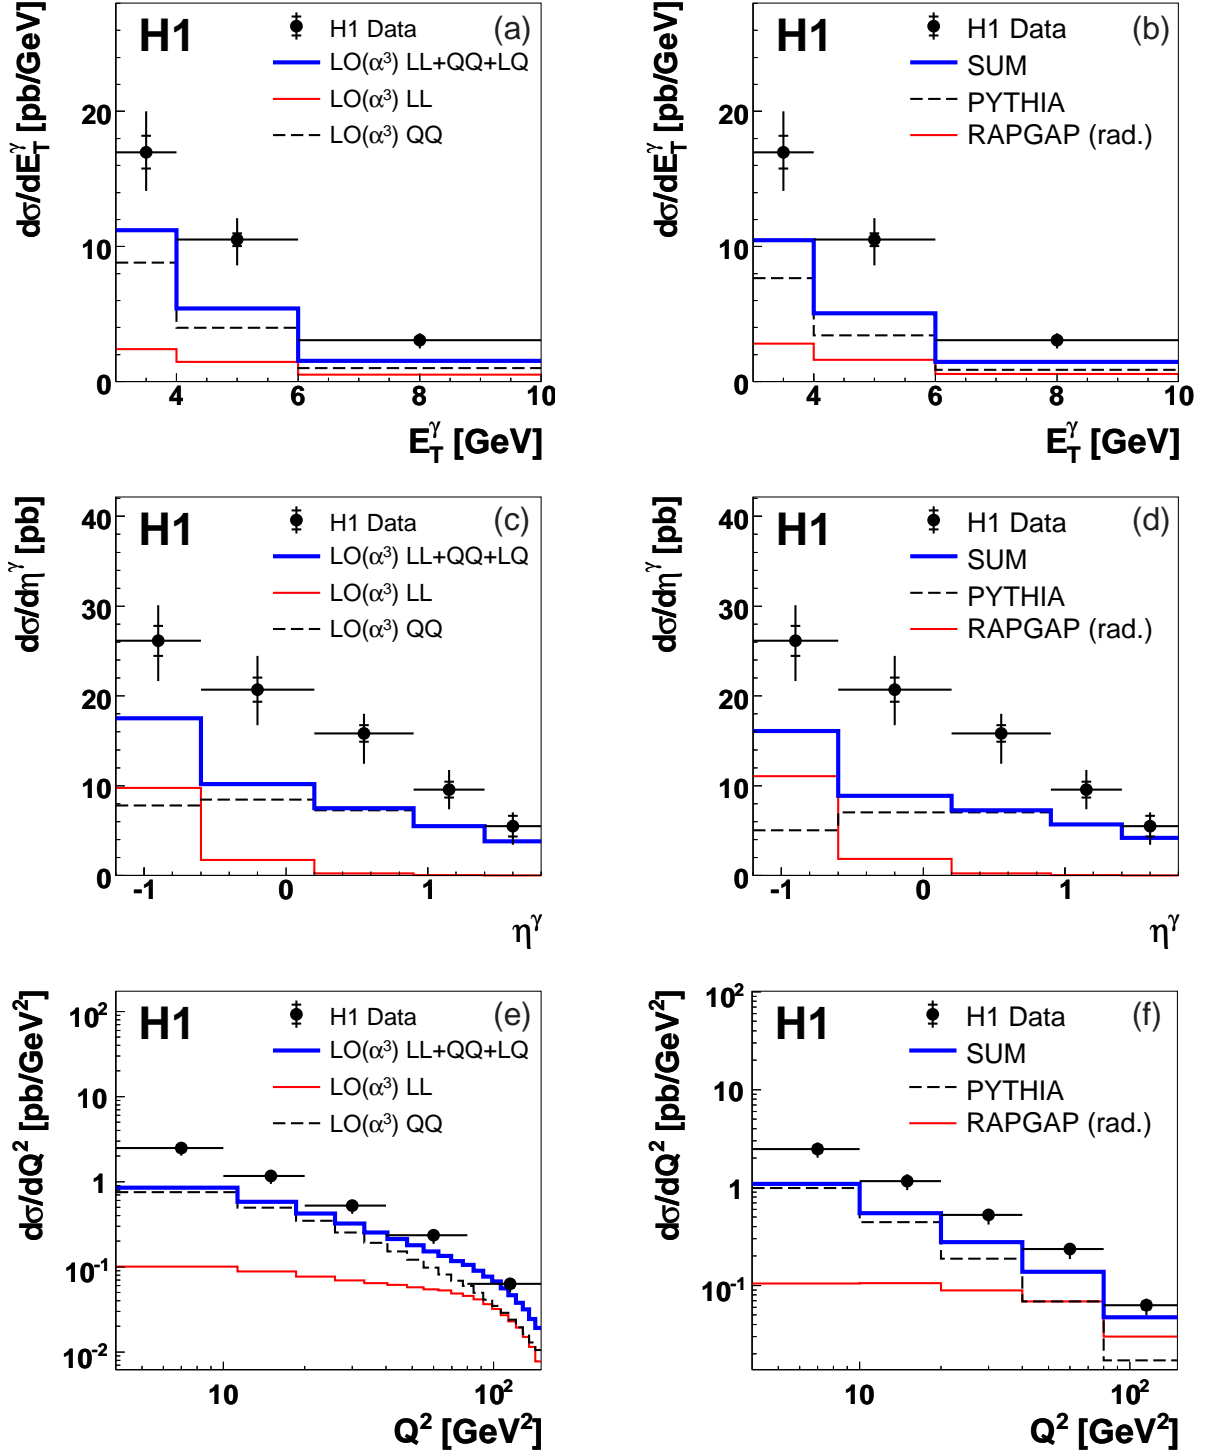 H1
(a)
H1 Data
LO(α³) LL+QQ+LQ
LO(α³) LL
LO(α³) QQ
dσ/dE_T^γ [pb/GeV]
20
10
0
4 6 8 10
E_T^γ [GeV]
H1
(b)
H1 Data
SUM
PYTHIA
RAPGAP (rad.)
dσ/dE_T^γ [pb/GeV]
20
10
0
4 6 8 10
E_T^γ [GeV]
H1
(c)
H1 Data
LO(α³) LL+QQ+LQ
LO(α³) LL
LO(α³) QQ
dσ/dη^γ [pb]
40
30
20
10
0
-1 0 1
η^γ
H1
(d)
H1 Data
SUM
PYTHIA
RAPGAP (rad.)
dσ/dη^γ [pb]
40
30
20
10
0
-1 0 1
η^γ
H1
(e)
H1 Data
LO(α³) LL+QQ+LQ
LO(α³) LL
LO(α³) QQ
dσ/dQ² [pb/GeV²]
10²
10
1
10⁻¹
10⁻²
10 10²
Q² [GeV²]
H1
(f)
H1 Data
SUM
PYTHIA
RAPGAP (rad.)
dσ/dQ² [pb/GeV²]
10²
10
1
10⁻¹
10 10²
Q² [GeV²]